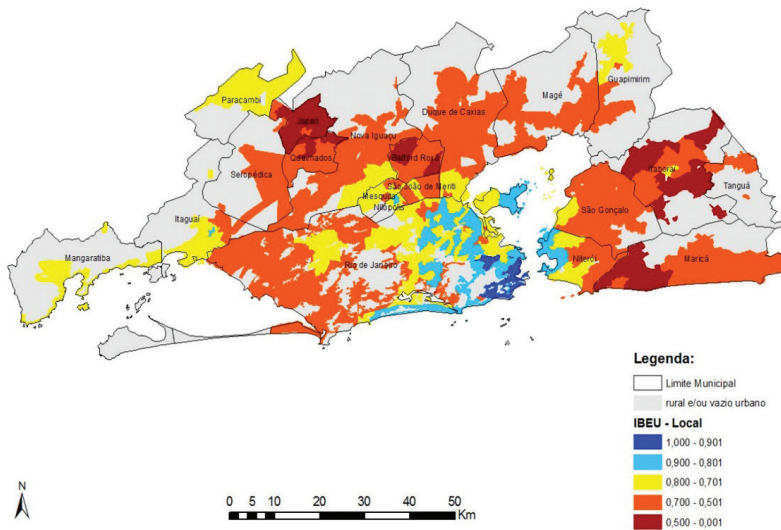 Guapimirim
Paracambi
Magé
Duque de Caxias
Japeri
Nova Iguaçu
Queimados
Belford Roxo
Itaboraí
Seropédica
Tanguá
São João de Meriti
Mesquita
Nilópolis
São Gonçalo
Itaguaí
Mangaratiba
Rio de Janeiro
Niterói
Maricá
Legenda:
Limite Municipal
rural e/ou vazio urbano
IBEU - Local
1,000 - 0,901
0,900 - 0,801
0,800 - 0,701
0,700 - 0,501
0,500 - 0,001
N
0 5 10 20 30 40 50
Km